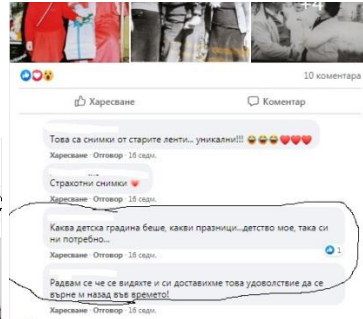 +4
10 коментара
Харесване Коментар
Това са снимки от старите ленти... уникални!!! 😂😂😂❤❤❤
Харесване · Отговор · 16 седм.
Страхотни снимки ❤
Харесване · Отговор · 16 седм.
Каква детска градина беше, какви празници...детство мое, така си
ни потребно...
1
Харесване · Отговор · 16 седм.
Радвам се че се видяхте и си доставихме това удоволствие да се
върне м назад във времето!
Харесване · Отговор · 16 седм.